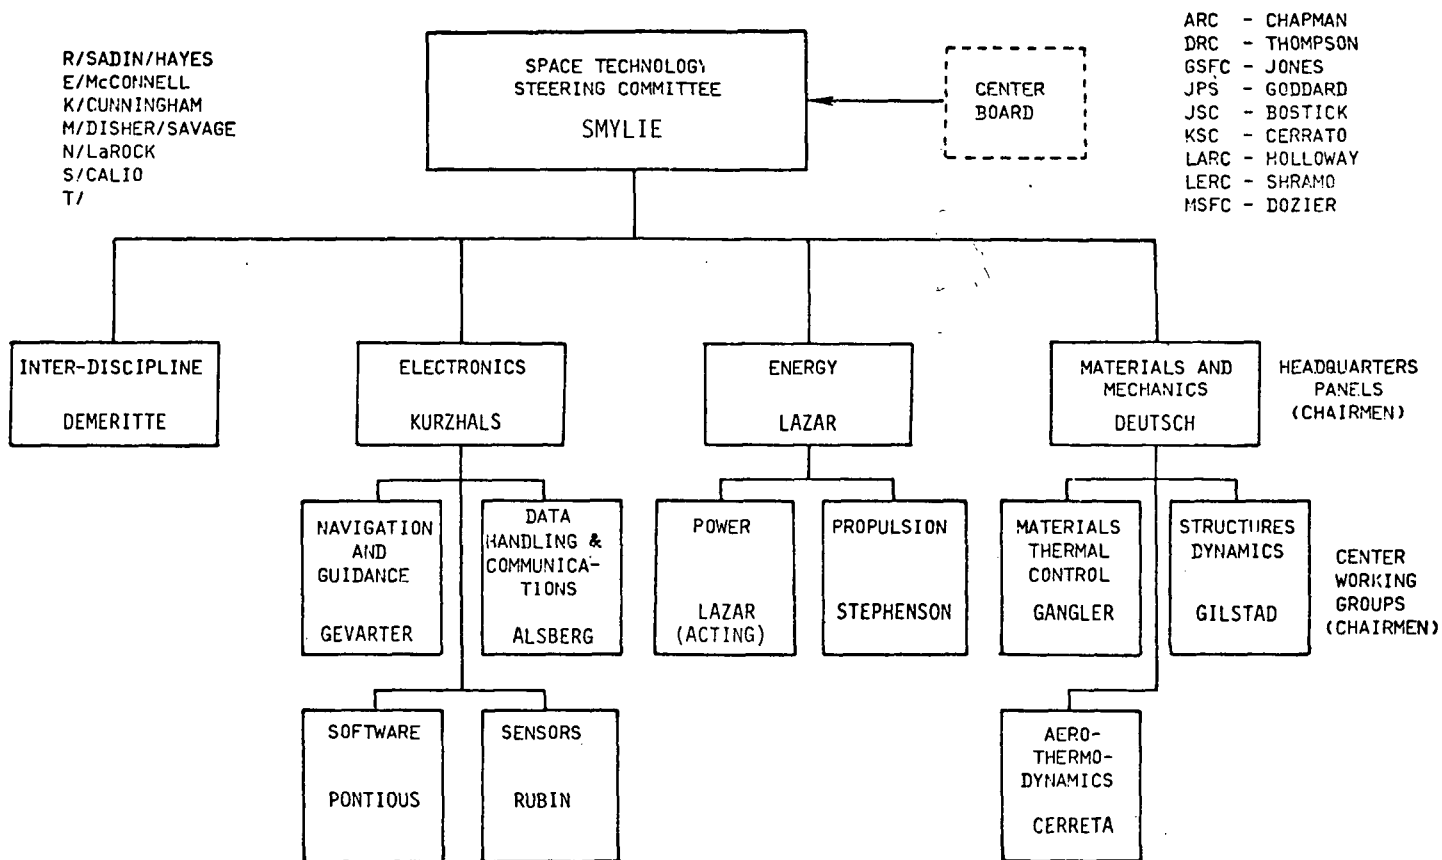 R/SADIN/HAYES
E/McCONNELL
K/CUNNINGHAM
M/DISHER/SAVAGE
N/LaROCK
S/CALIO
T/
SPACE TECHNOLOGY
STEERING COMMITTEE
SMYLIE
CENTER
BOARD
ARC - CHAPMAN
DRC - THOMPSON
GSFC - JONES
JPS - GODDARD
JSC - BOSTICK
KSC - CERRATO
LARC - HOLLOWAY
LERC - SHRAMO
MSFC - DOZIER
INTER-DISCIPLINE
DEMERITTE
ELECTRONICS
KURZHALS
ENERGY
LAZAR
MATERIALS AND
MECHANICS
DEUTSCH
HEADQUARTERS
PANELS
(CHAIRMEN)
NAVIGATION
AND
GUIDANCE
GEVARTER
DATA
HANDLING &
COMMUNICA-
TIONS
ALSBERG
POWER
LAZAR
(ACTING)
PROPULSION
STEPHENSON
MATERIALS
THERMAL
CONTROL
GANGLER
STRUCTURES
DYNAMICS
GILSTAD
CENTER
WORKING
GROUPS
(CHAIRMEN)
SOFTWARE
PONTIOUS
SENSORS
RUBIN
AERO-
THERMO-
DYNAMICS
CERRETA